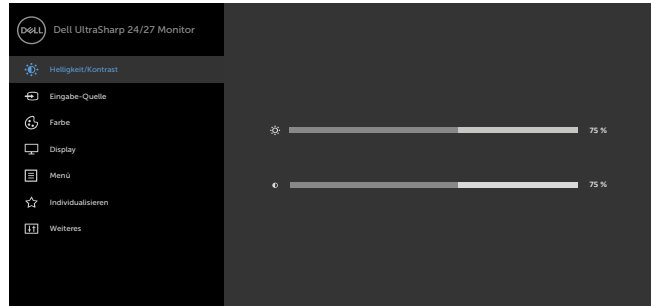 DELL
Dell UltraSharp 24/27 Monitor
Helligkeit/Kontrast
Eingabe-Quelle
Farbe
Display
Menü
Individualisieren
Weiteres
75 %
75 %